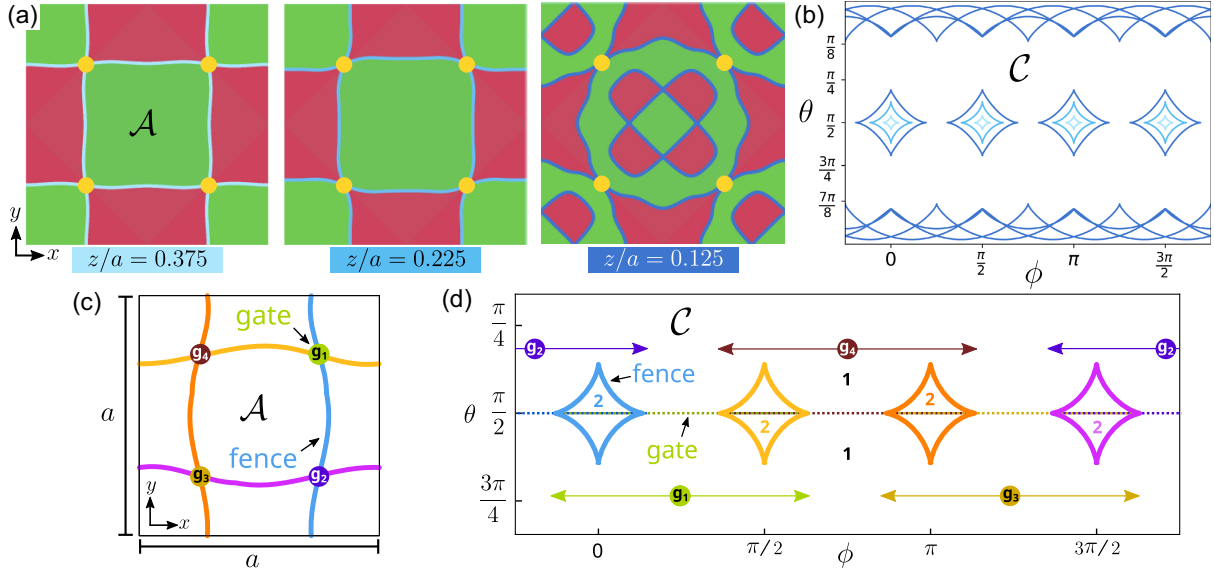 (a)
𝒜
y
x
z/a = 0.375
z/a = 0.225
z/a = 0.125
(b)
𝒞
θ
π/8
π/4
π/2
3π/4
7π/8
0
π/2
π
3π/2
ϕ
(c)
gate
g₄
g₁
𝒜
a
fence
g₃
g₂
y
x
a
(d)
𝒞
π/4
g₂
g₄
g₂
fence
1
2
2
2
2
θ
π/2
gate
1
3π/4
g₁
g₃
0
π/2
ϕ
π
3π/2